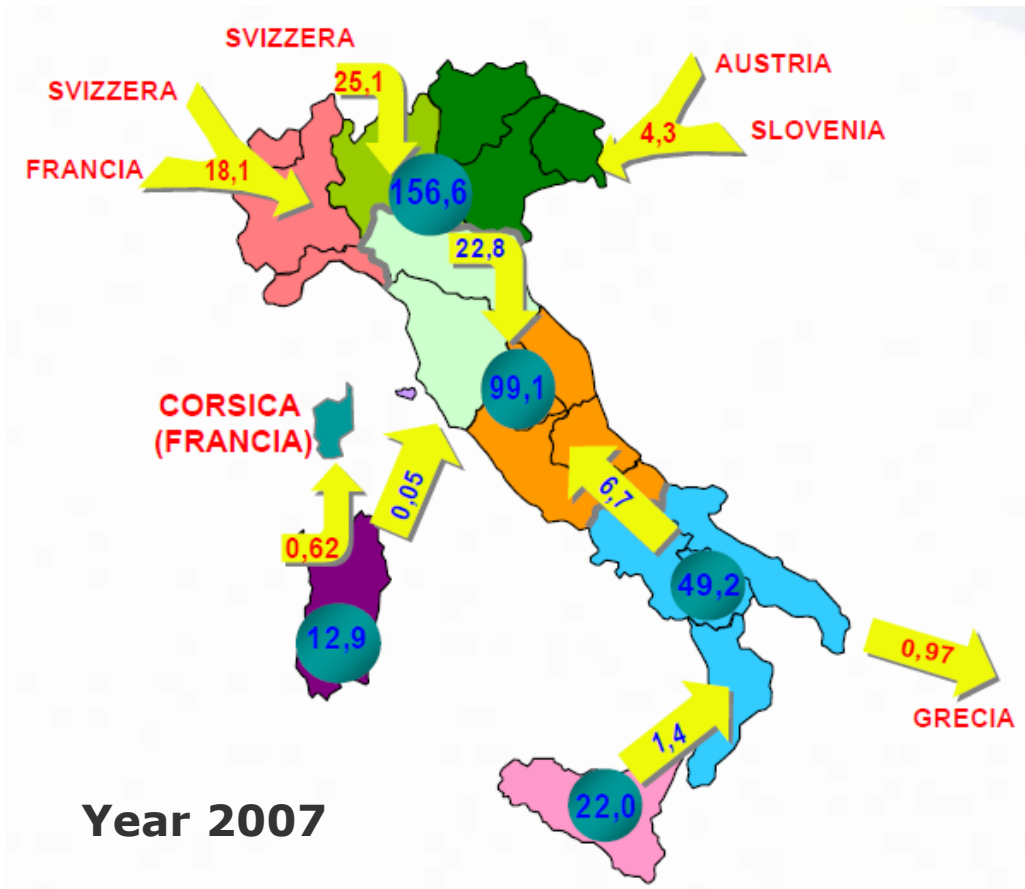 SVIZZERA
25,1
SVIZZERA
AUSTRIA
4,3
SLOVENIA
FRANCIA
18,1
156,6
22,8
99,1
CORSICA
(FRANCIA)
0,05
6,7
0,62
49,2
12,9
0,97
GRECIA
1,4
22,0
Year 2007